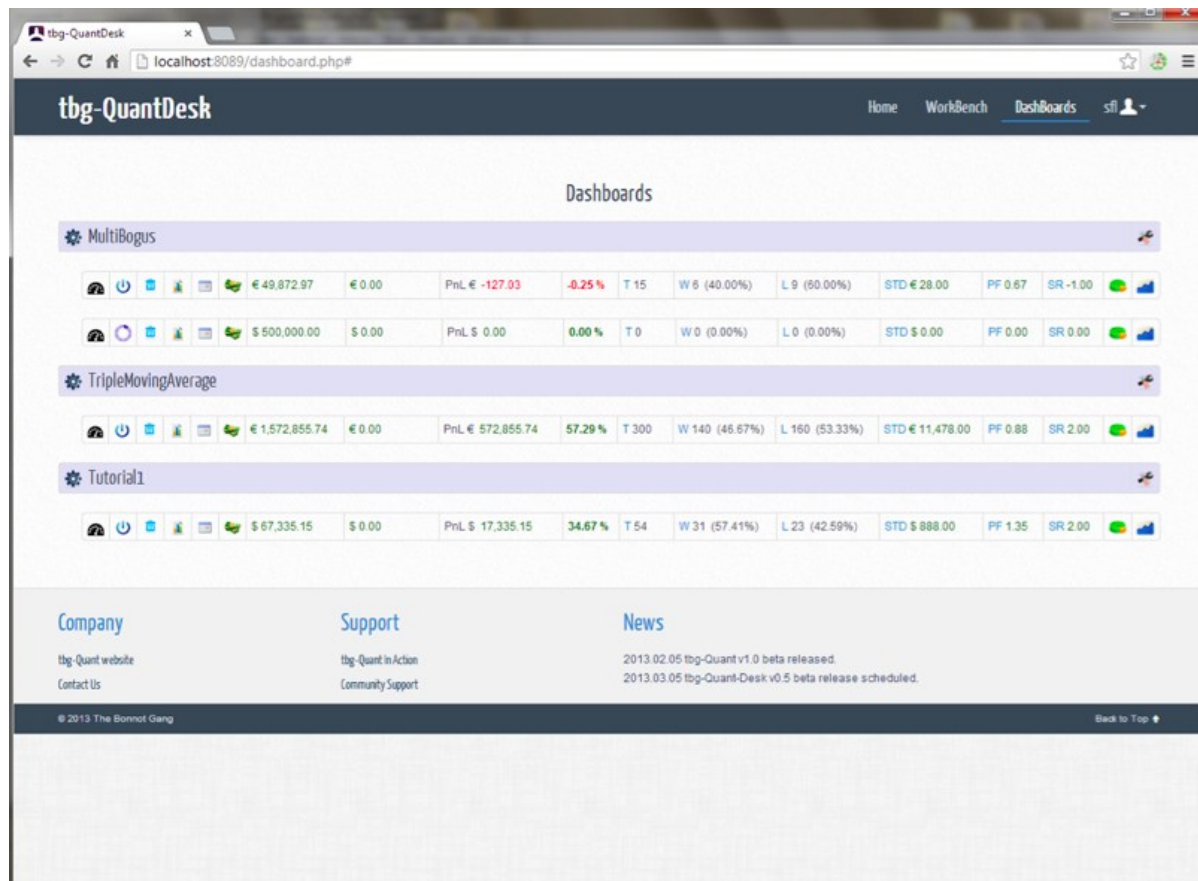 tbg-QuantDesk
localhost:8089/dashboard.php#
tbg-QuantDesk Home WorkBench DashBoards sfl
Dashboards
MultiBogus
€ 49,872.97 € 0.00 PnL € -127.03 -0.25 % T 15 W 6 (40.00%) L 9 (60.00%) STD € 28.00 PF 0.67 SR -1.00
$ 500,000.00 $ 0.00 PnL $ 0.00 0.00 % T 0 W 0 (0.00%) L 0 (0.00%) STD $ 0.00 PF 0.00 SR 0.00
TripleMovingAverage
€ 1,572,855.74 € 0.00 PnL € 572,855.74 57.29 % T 300 W 140 (46.67%) L 160 (53.33%) STD € 11,478.00 PF 0.88 SR 2.00
Tutorial1
$ 67,335.15 $ 0.00 PnL $ 17,335.15 34.67 % T 54 W 31 (57.41%) L 23 (42.59%) STD $ 888.00 PF 1.35 SR 2.00
Company Support News
tbg-Quant website tbg-Quant in Action 2013.02.05 tbg-Quant v1.0 beta released.
Contact Us Community Support 2013.03.05 tbg-Quant-Desk v0.5 beta release scheduled.
© 2013 The Bonnot Gang Back to Top